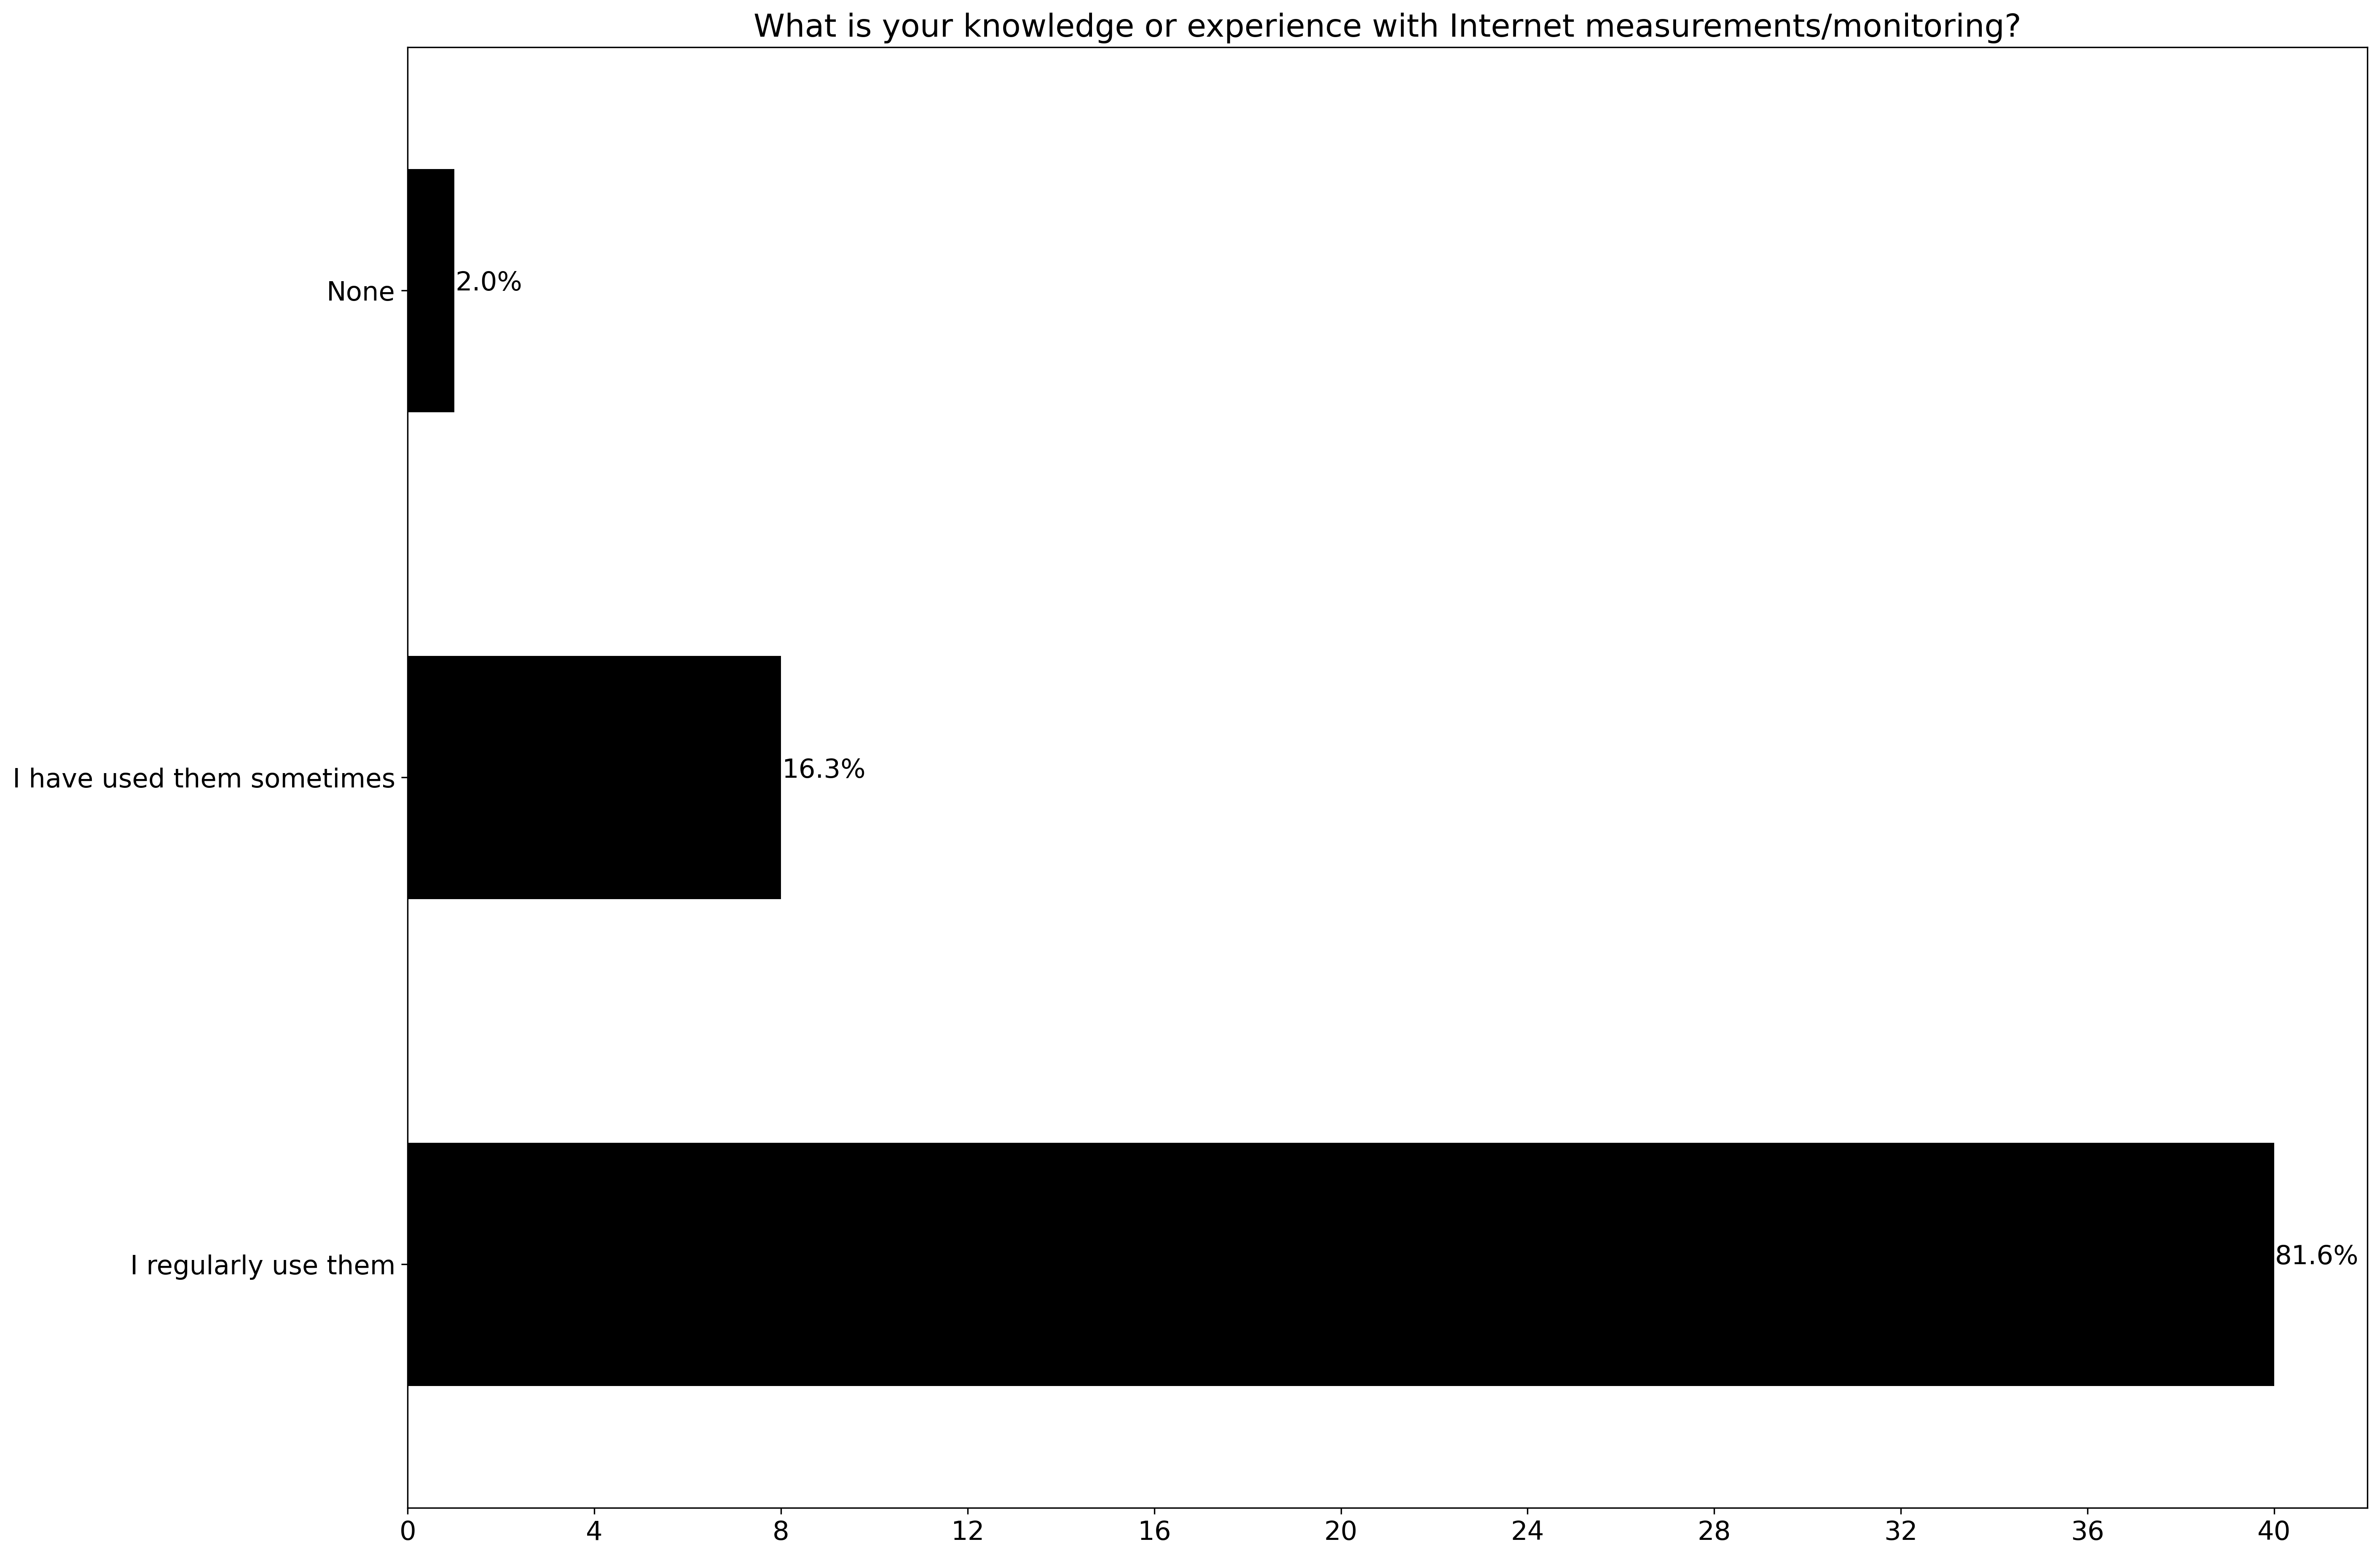 What is your knowledge or experience with Internet measurements/monitoring?
None
2.0%
I have used them sometimes
16.3%
I regularly use them
81.6%
0 4 8 12 16 20 24 28 32 36 40